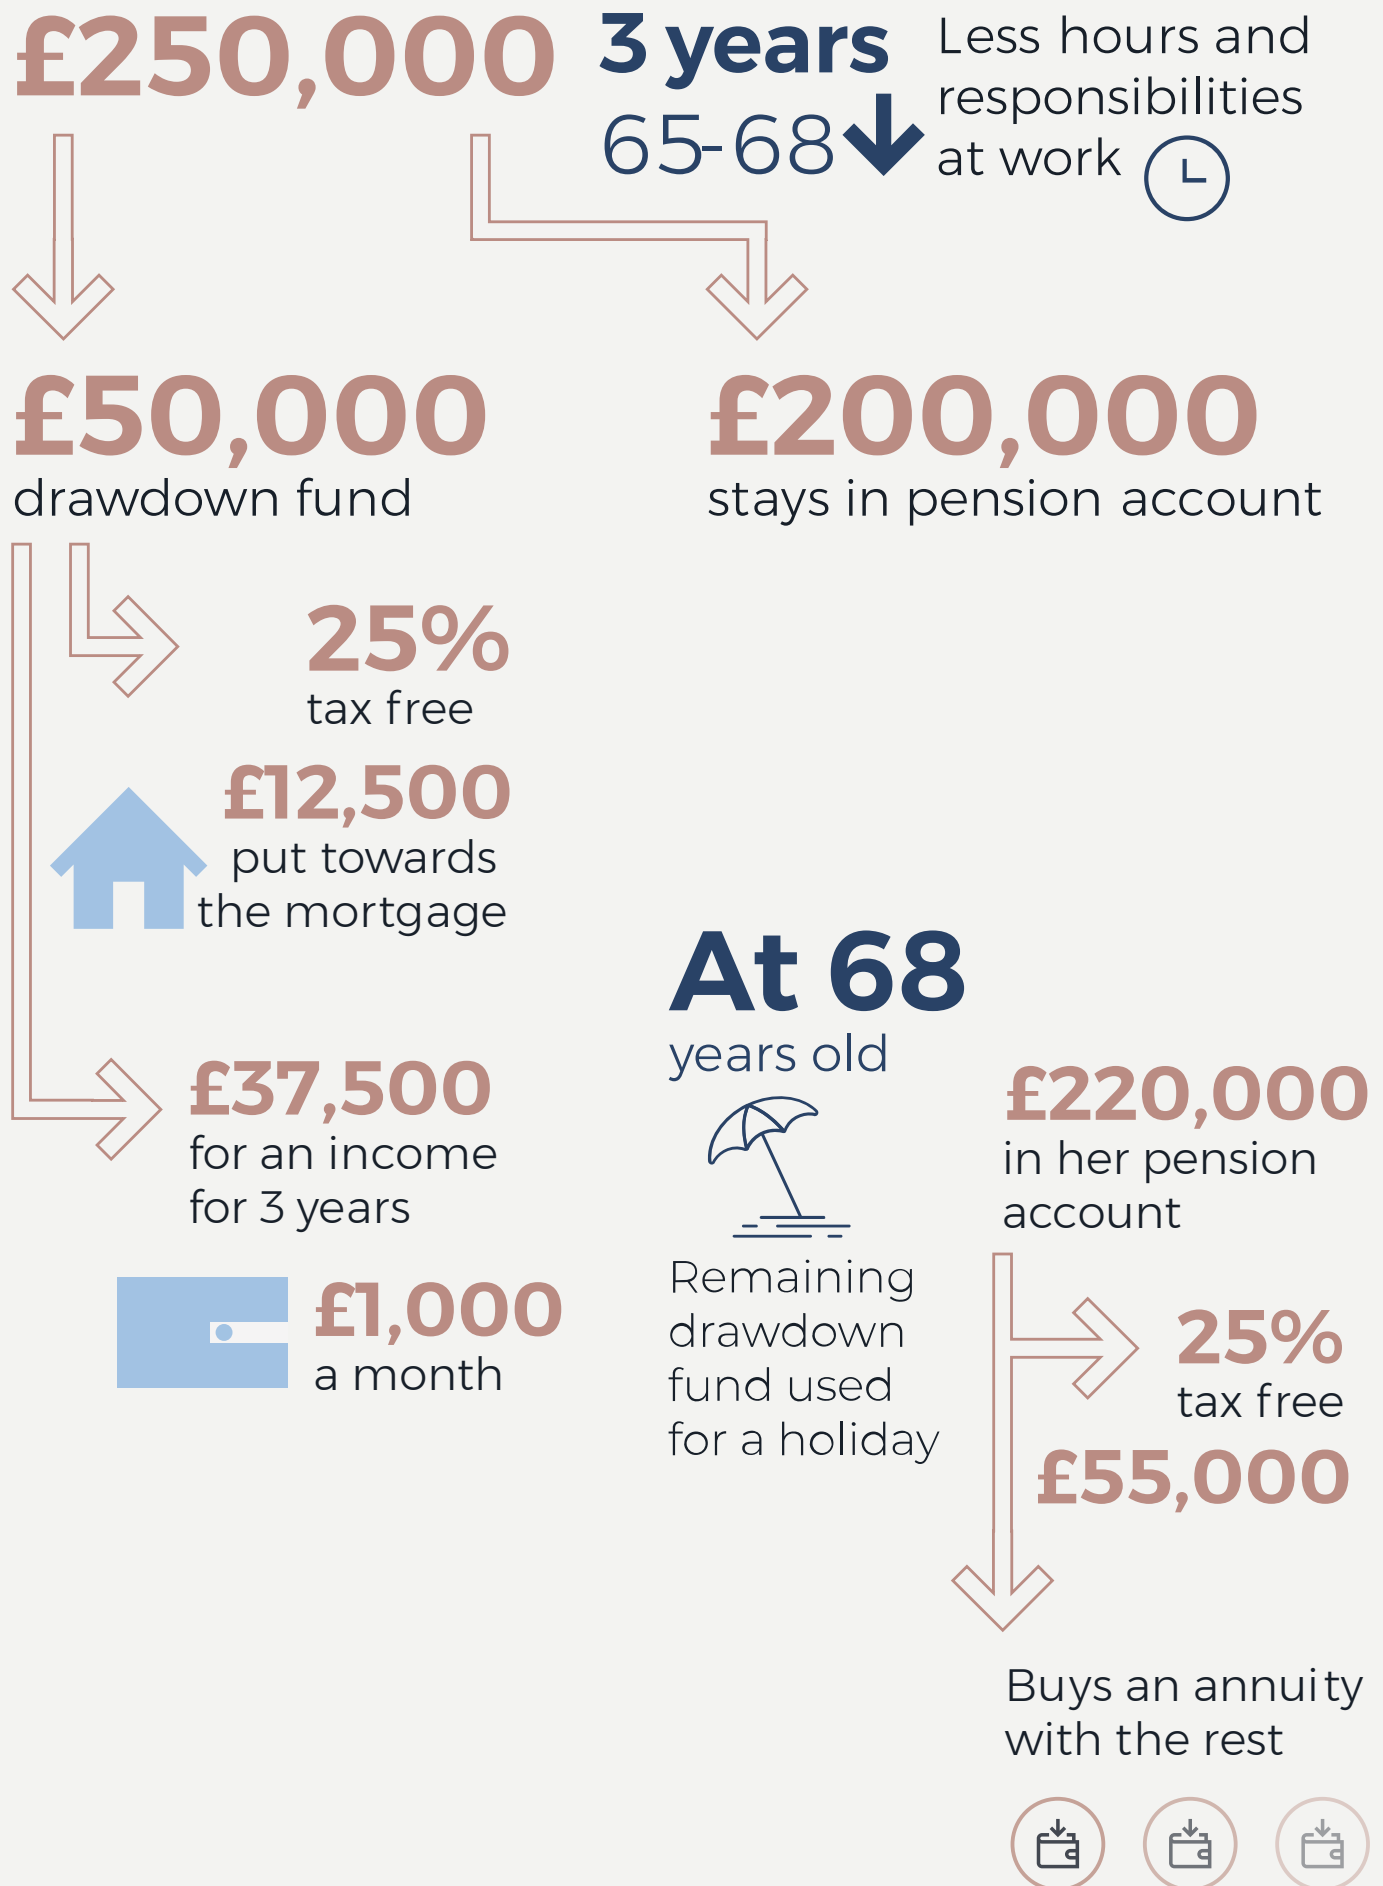 £250,000
3 years
65-68
Less hours and
responsibilities
at work
£50,000
drawdown fund
£200,000
stays in pension account
25%
tax free
£12,500
put towards
the mortgage
£37,500
for an income
for 3 years
£1,000
a month
At 68
years old
Remaining
drawdown
fund used
for a holiday
£220,000
in her pension
account
25%
tax free
£55,000
Buys an annuity
with the rest